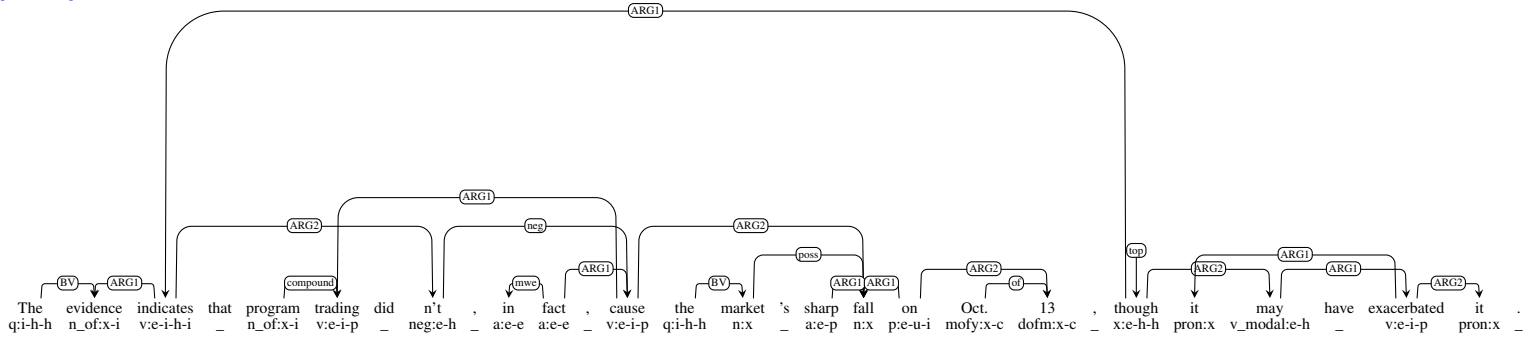 ARG1
ARG1
ARG2 neg ARG2
poss ARG1
top
BV ARG1 compound mwe ARG1 BV ARG1 ARG1 ARG2 of ARG2 ARG1 ARG2
The evidence indicates that program trading did n't , in fact , cause the market 's sharp fall on Oct. 13 , though it may have exacerbated it .
q:i-h-h n_of:x-i v:e-i-h-i _ n_of:x-i v:e-i-p _ neg:e-h _ a:e-e a:e-e _ v:e-i-p q:i-h-h n:x _ a:e-p n:x p:e-u-i mofy:x-c dofm:x-c _ x:e-h-h pron:x v_modal:e-h _ v:e-i-p pron:x _